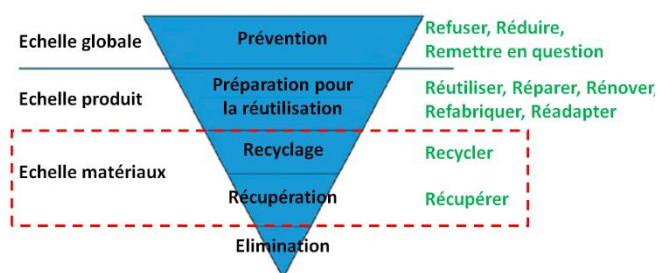 Echelle globale
Prévention
Refuser, Réduire,
Remettre en question
Echelle produit
Préparation pour
la réutilisation
Réutiliser, Réparer, Rénover,
Refabriquer, Réadapter
Echelle matériaux
Recyclage
Recycler
Récupération
Récupérer
Elimination